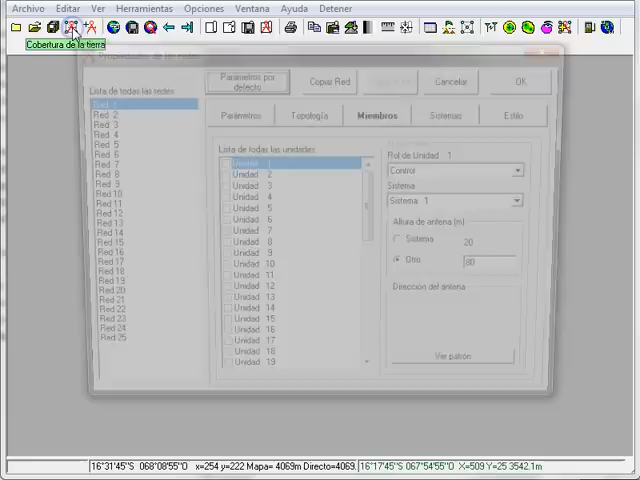 Archivo Editar Ver Herramientas Opciones Ventana Ayuda Detener
Cobertura de la tierra
Propiedades de las redes
Parámetros por defecto
Copiar Red
Cancelar
OK
Lista de todas las redes
Red 1
Red 2
Red 3
Red 4
Red 5
Red 6
Red 7
Red 8
Red 9
Red 10
Red 11
Red 12
Red 13
Red 14
Red 15
Red 16
Red 17
Red 18
Red 19
Red 20
Red 21
Red 22
Red 23
Red 24
Red 25
Parámetros
Topología
Miembros
Sistemas
Estilo
Lista de todas las unidades
Unidad 1
Unidad 2
Unidad 3
Unidad 4
Unidad 5
Unidad 6
Unidad 7
Unidad 8
Unidad 9
Unidad 10
Unidad 11
Unidad 12
Unidad 13
Unidad 14
Unidad 15
Unidad 16
Unidad 17
Unidad 18
Unidad 19
Rol de Unidad 1
Control
Sistema
Sistema 1
Altura de antena (m)
Sistema 20
Otro 80
Dirección del antena
Ver patrón
16°31'45"S 068°08'55"O x=254 y=222 Mapa= 4069m Directo=4069.
16°17'45"S 067°54'55"O X=509 Y=25 3542.1m